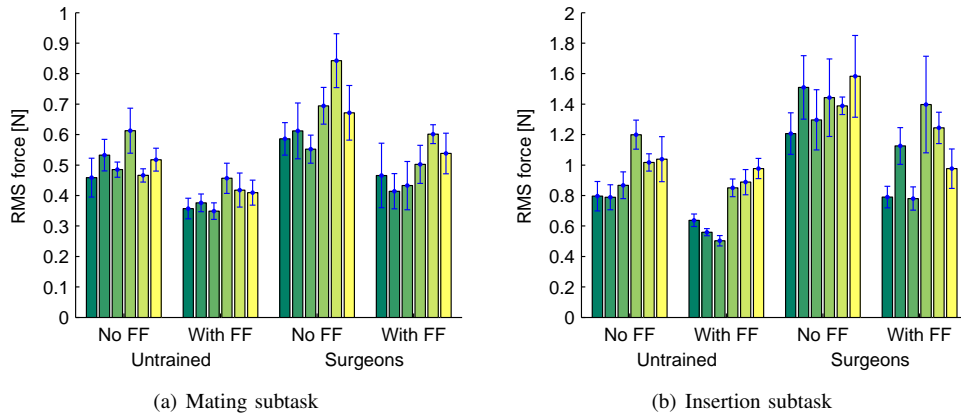 1
0.9
0.8
0.7
0.6
0.5
0.4
0.3
0.2
0.1
0
RMS force [N]
No FF With FF No FF With FF
Untrained Surgeons
(a) Mating subtask
2
1.8
1.6
1.4
1.2
1
0.8
0.6
0.4
0.2
0
RMS force [N]
No FF With FF No FF With FF
Untrained Surgeons
(b) Insertion subtask